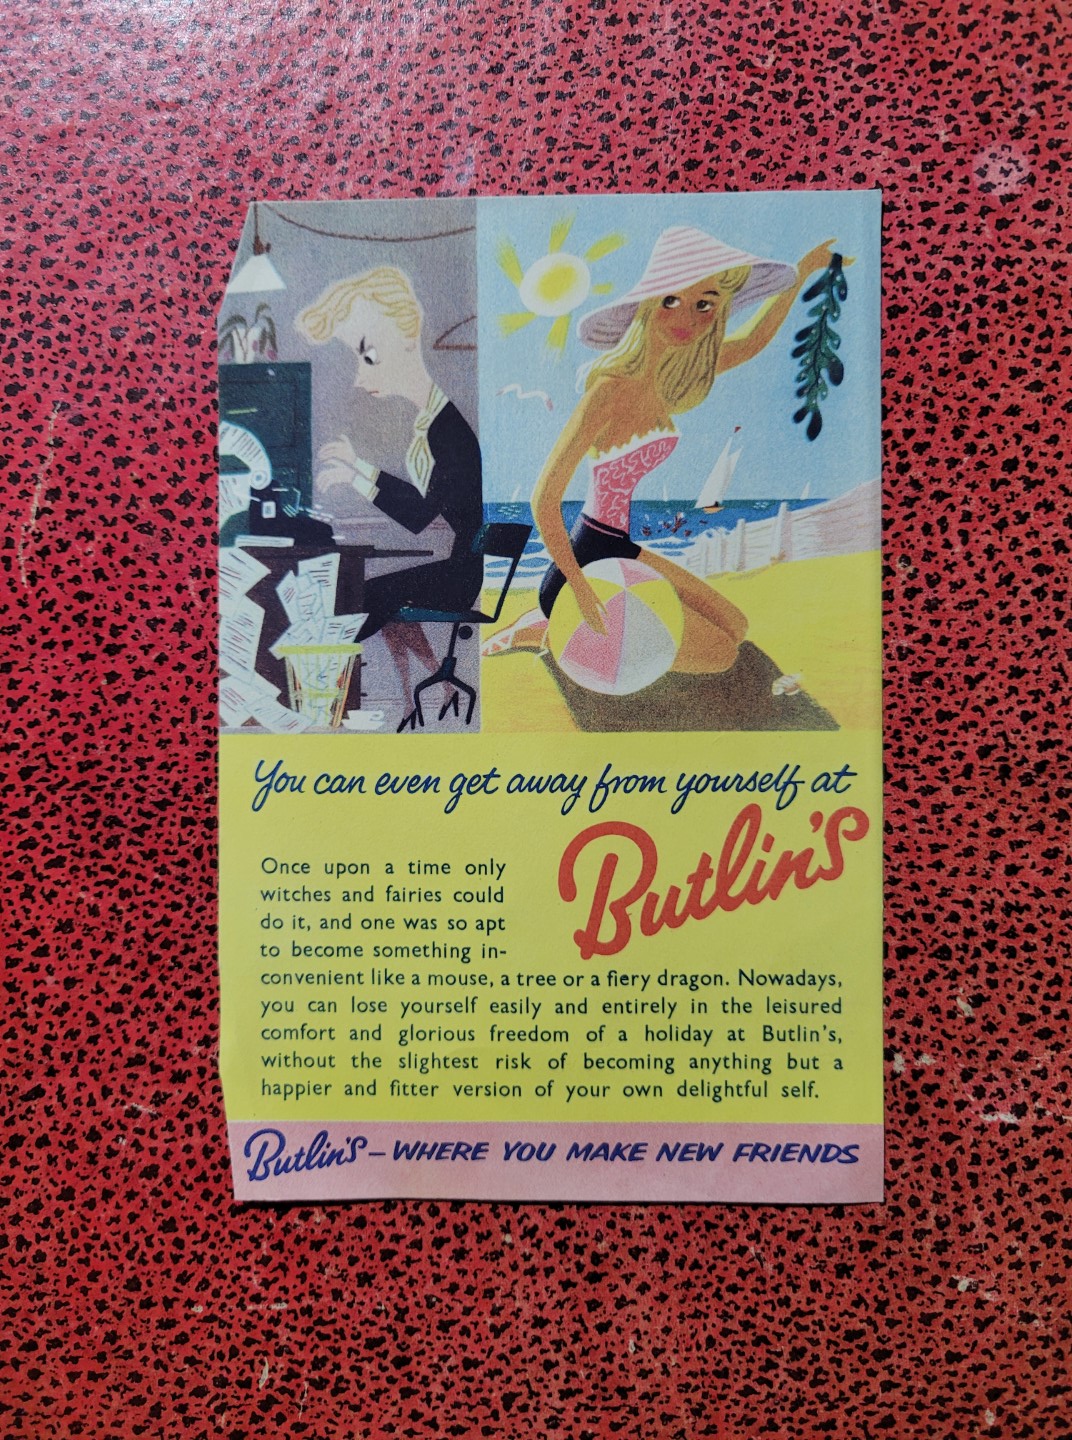 You can even get away from yourself at
Butlin's
Once upon a time only
witches and fairies could
do it, and one was so apt
to become something in-
convenient like a mouse, a tree or a fiery dragon. Nowadays,
you can lose yourself easily and entirely in the leisured
comfort and glorious freedom of a holiday at Butlin's,
without the slightest risk of becoming anything but a
happier and fitter version of your own delightful self.
Butlin's – WHERE YOU MAKE NEW FRIENDS